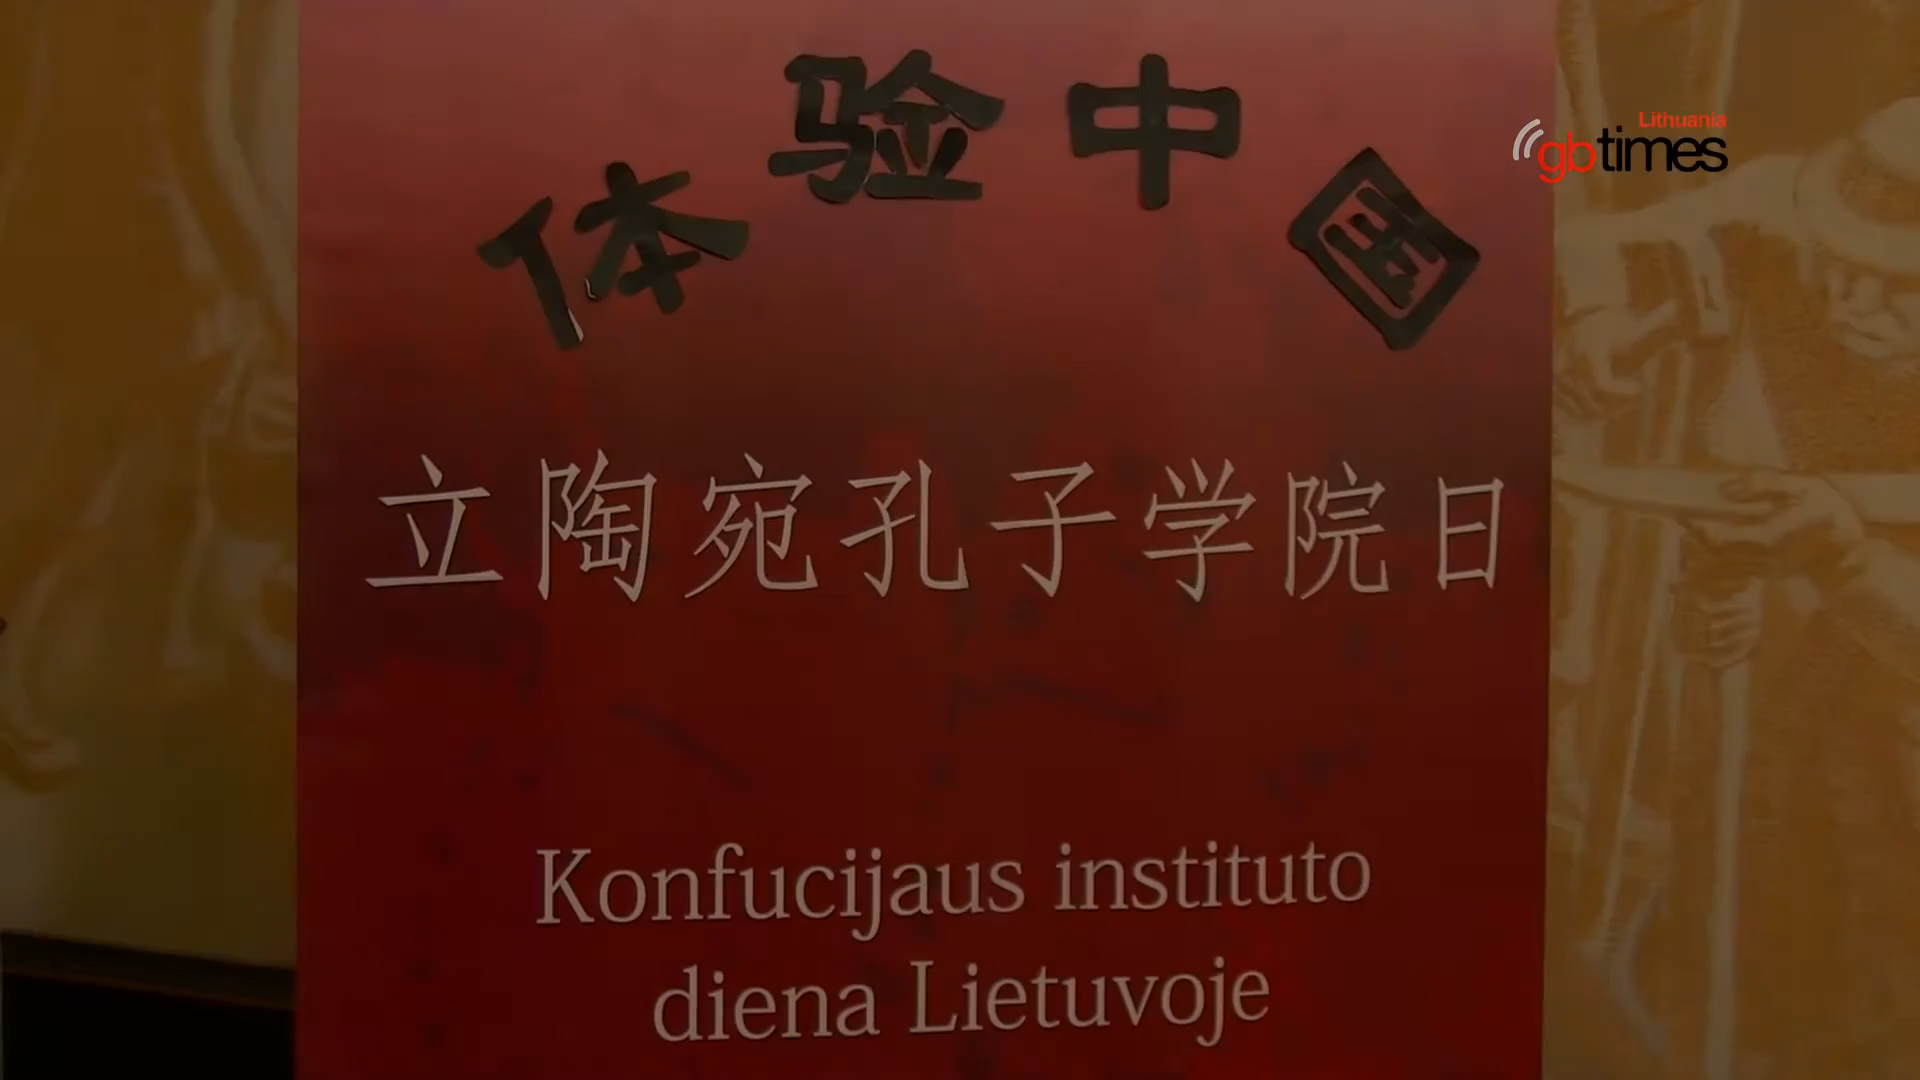 体验中国
Lithuania
gbtimes
立陶宛孔子学院日
Konfucijaus instituto
diena Lietuvoje